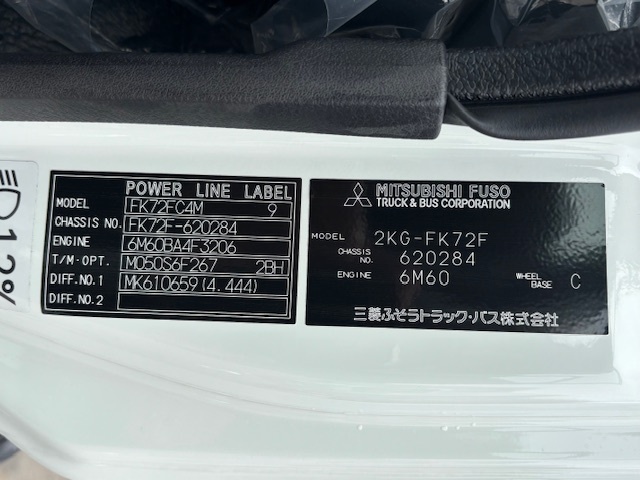 POWER LINE LABEL
MODEL FK72FC4M 9
CHASSIS NO. FK72F-620284
ENGINE 6M60BA4F3206
T/M・OPT. M050S6F267 2BH
DIFF.NO.1 MK610659(4.444)
DIFF.NO.2
MITSUBISHI FUSO
TRUCK & BUS CORPORATION
MODEL 2KG-FK72F
CHASSIS NO. 620284
ENGINE 6M60 WHEEL BASE C
三菱ふそうトラック・バス株式会社
1.2%